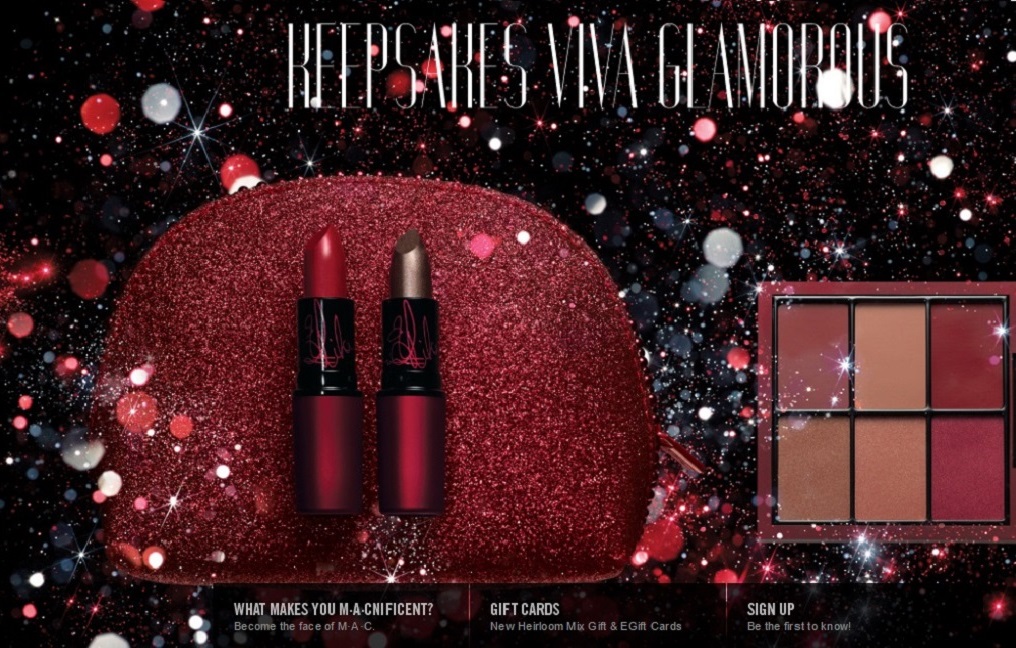 KEEPSAKES VIVA GLAMOROUS
WHAT MAKES YOU M·A·CNIFICENT?
Become the face of M·A·C.
GIFT CARDS
New Heirloom Mix Gift & EGift Cards
SIGN UP
Be the first to know!